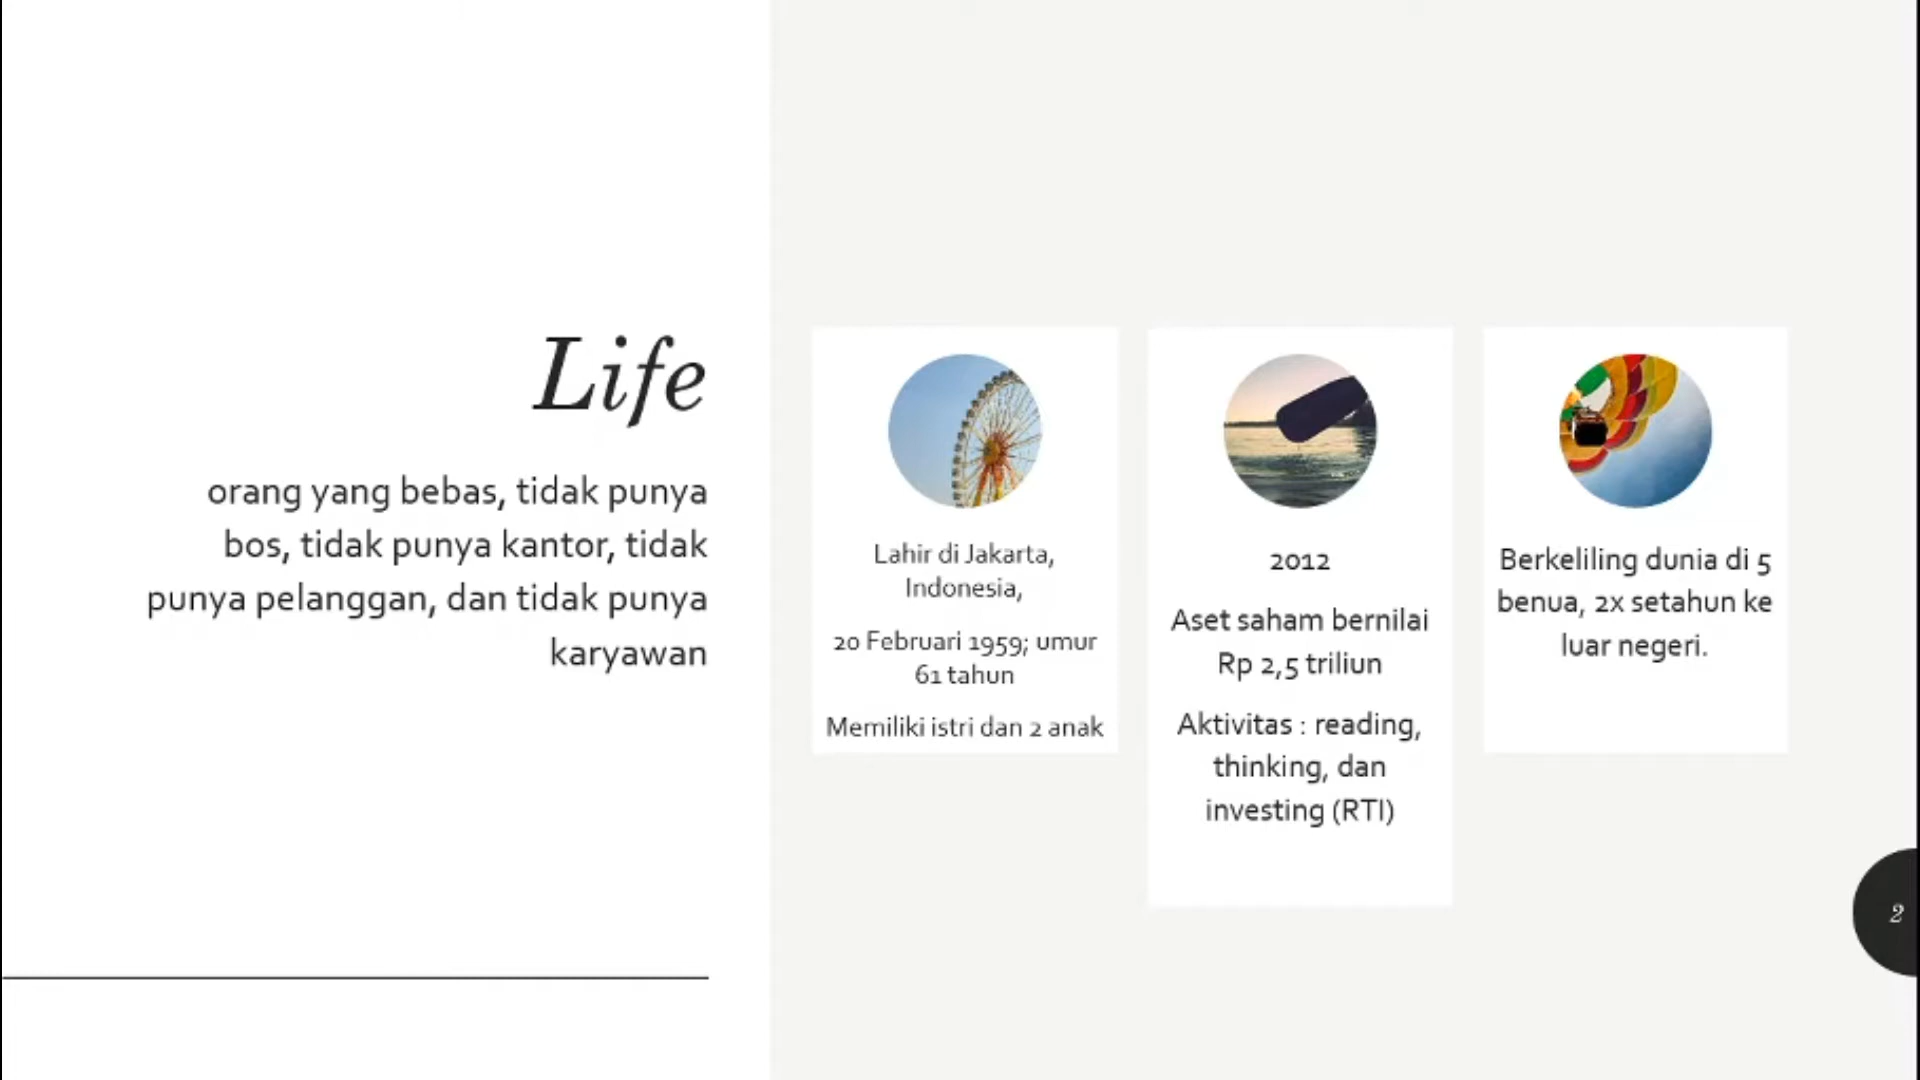 Life
orang yang bebas, tidak punya
bos, tidak punya kantor, tidak
punya pelanggan, dan tidak punya
karyawan
Lahir di Jakarta,
Indonesia,
20 Februari 1959; umur
61 tahun
Memiliki istri dan 2 anak
2012
Aset saham bernilai
Rp 2,5 triliun
Aktivitas : reading,
thinking, dan
investing (RTI)
Berkeliling dunia di 5
benua, 2x setahun ke
luar negeri.
2